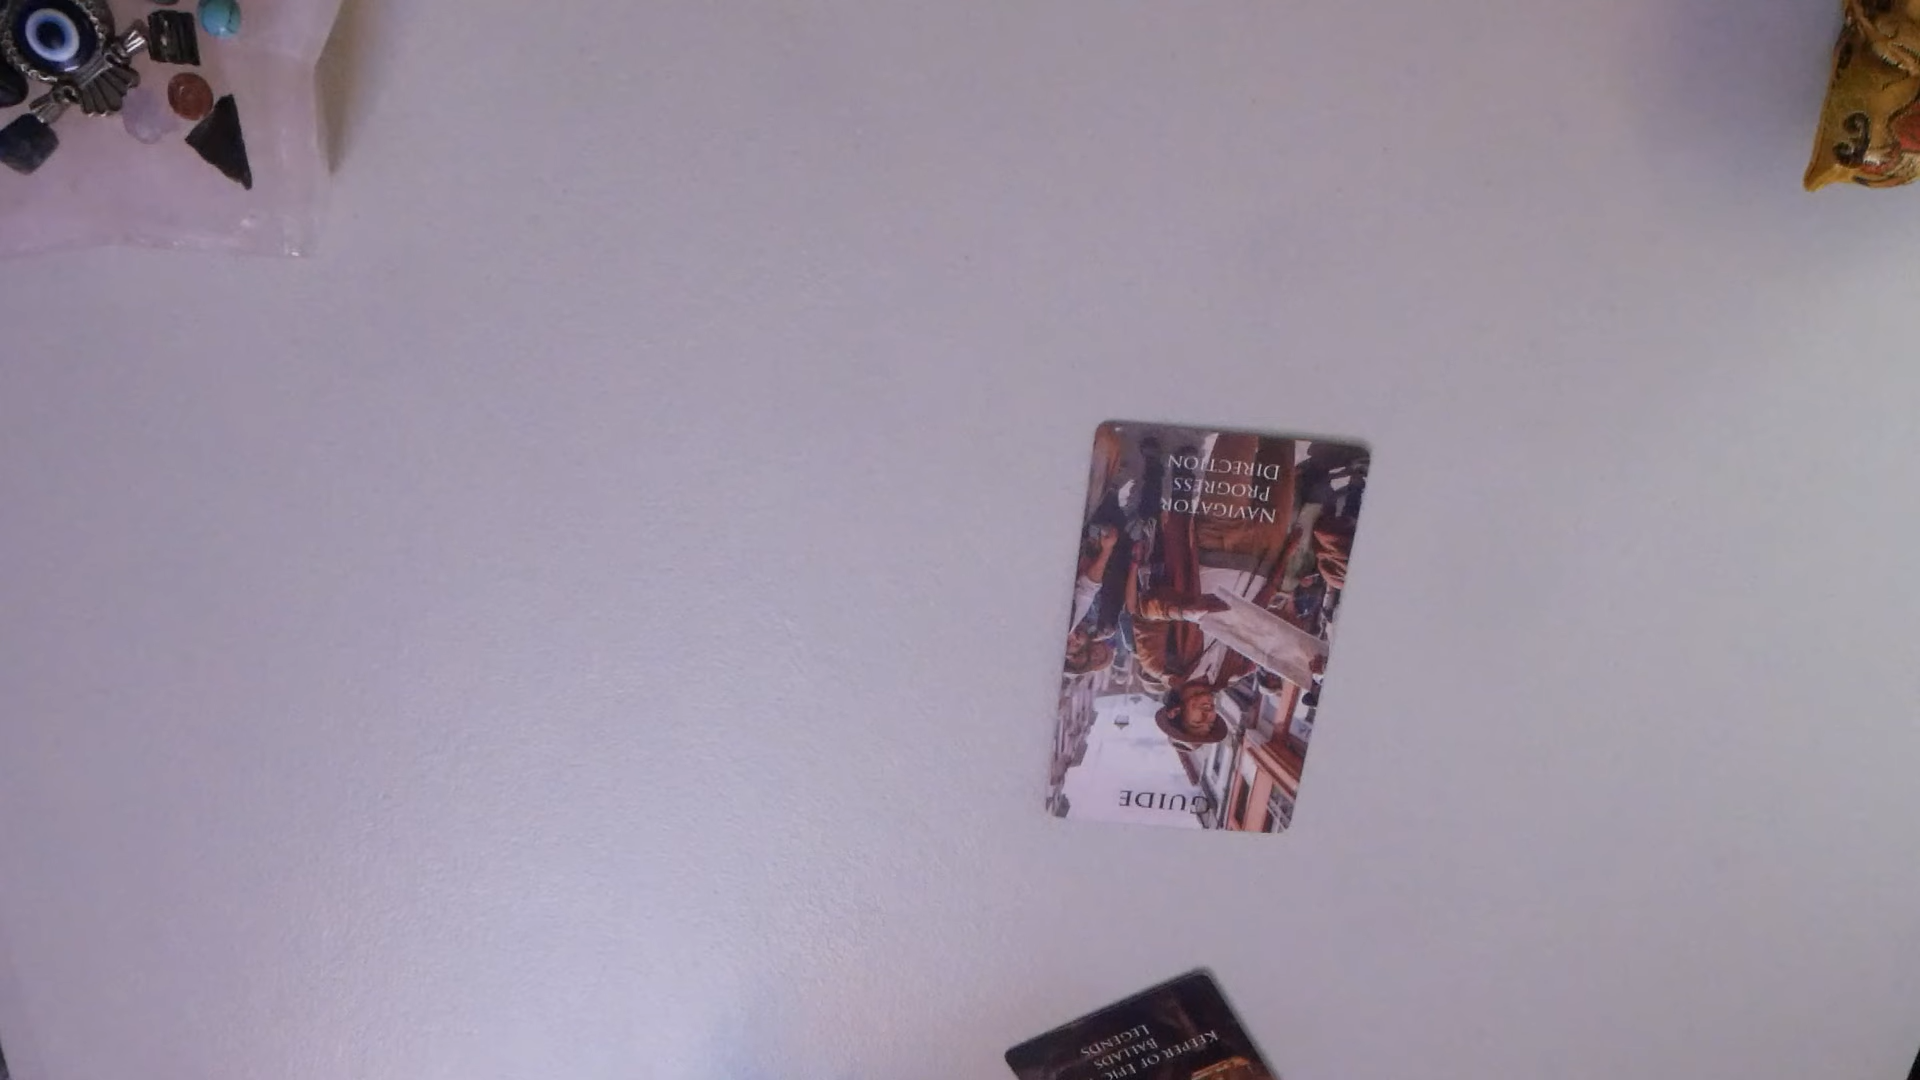 GUIDE
NAVIGATOR
PROGRESS
DIRECTION
KEEPER OF EPIC
BALLADS
LEGENDS